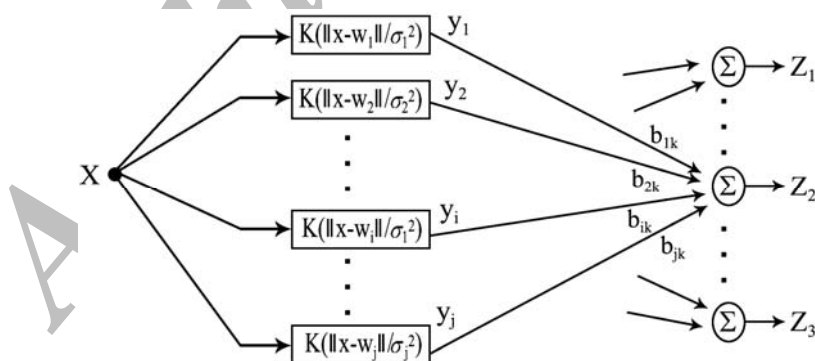 K(‖x-w₁‖/σ₁²) y₁
K(‖x-w₂‖/σ₂²) y₂
X
K(‖x-wᵢ‖/σ₁²) yᵢ
K(‖x-wⱼ‖/σⱼ²) yⱼ
b₁ₖ
b₂ₖ
bᵢₖ
bⱼₖ
Σ Z₁
Σ Z₂
Σ Z₃